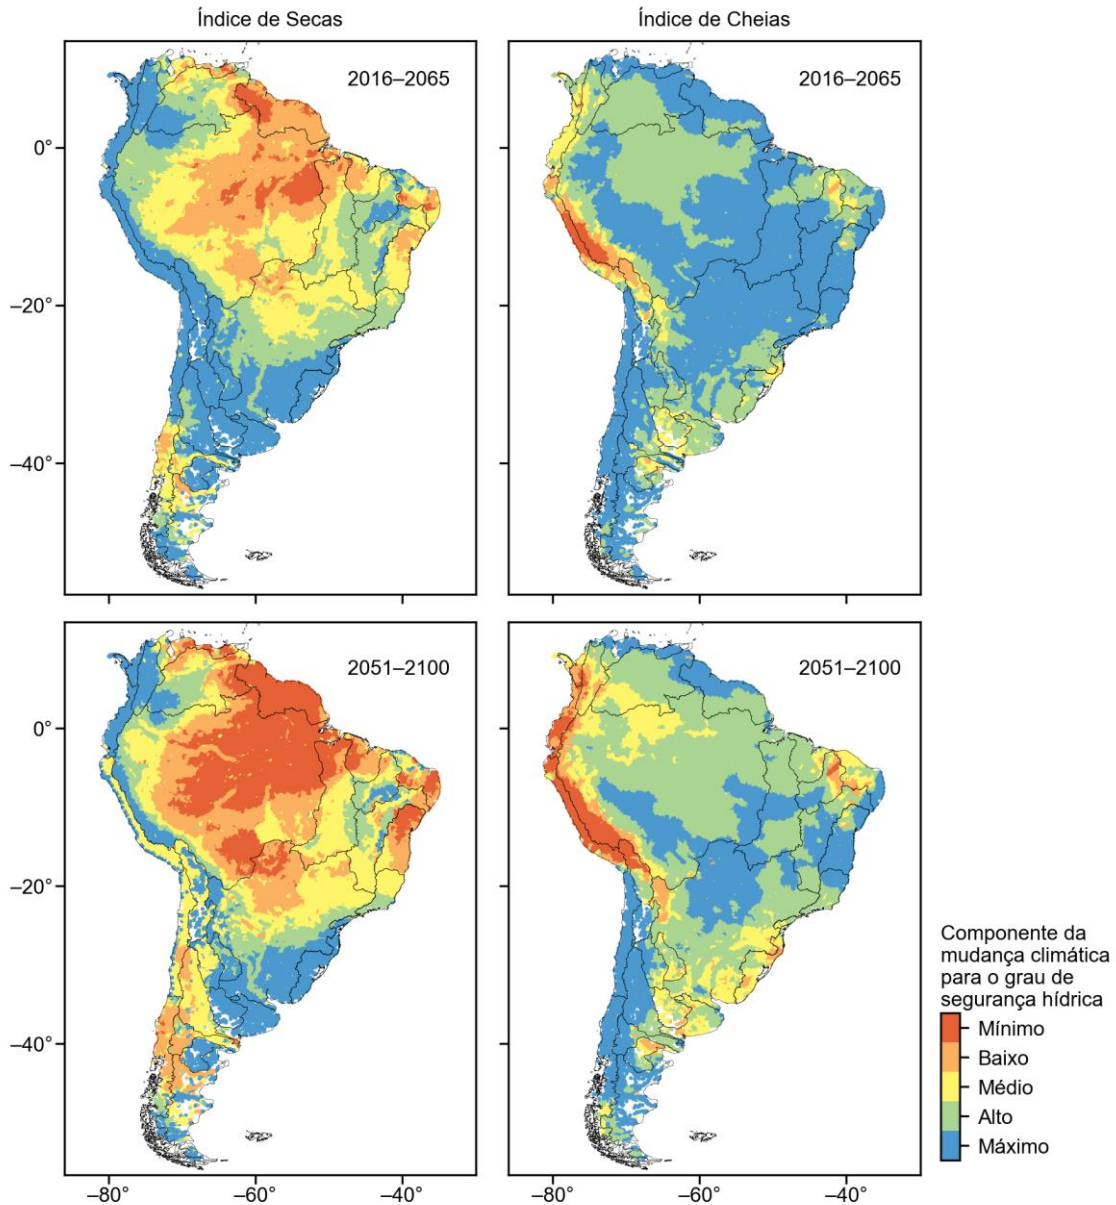 Índice de Secas
Índice de Cheias
2016–2065
2016–2065
0°
–20°
–40°
2051–2100
2051–2100
0°
–20°
–40°
–80°
–60°
–40°
–80°
–60°
–40°
Componente da
mudança climática
para o grau de
segurança hídrica
Mínimo
Baixo
Médio
Alto
Máximo